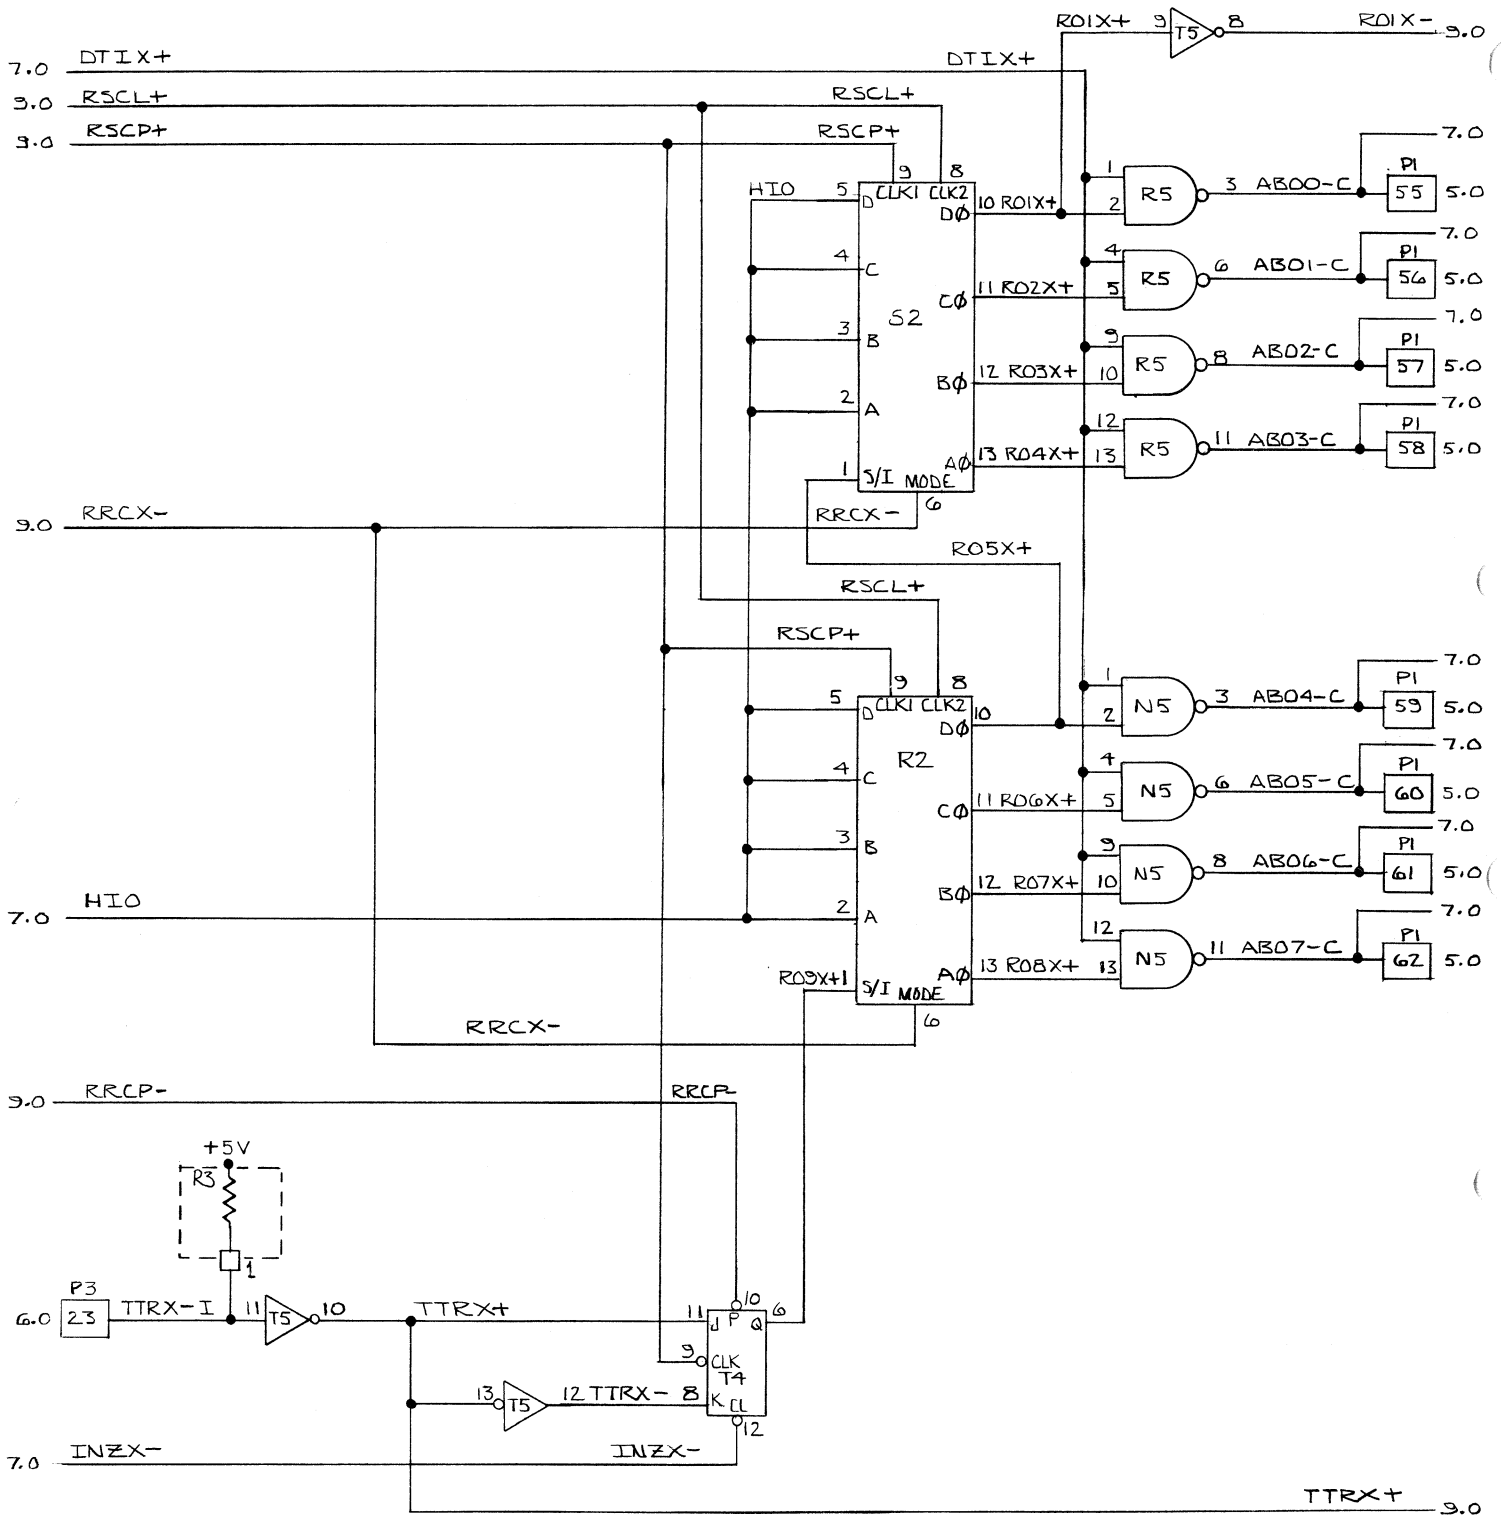 RO1X+ 9 T5 8 RO1X- 9.0
7.0 DTIX+ DTIX+
9.0 RSCL+ RSCL+
9.0 RSCP+ RSCP+
7.0
9 8 1 P1
HIO 5 D CLK1 CLK2 DØ 10 RO1X+ 2 R5 3 AB00-C 55 5.0
7.0
4 C CØ 11 RO2X+ 4 5 R5 6 AB01-C P1 56 5.0
7.0
S2
3 B BØ 12 RO3X+ 9 10 R5 8 AB02-C P1 57 5.0
7.0
2 A AØ 13 RO4X+ 12 13 R5 11 AB03-C P1 58 5.0
1 S/I MODE
6
9.0 RRCX- RRCX-
RO5X+
RSCL+
RSCP+
7.0
9 8 1 P1
5 D CLK1 CLK2 DØ 10 2 N5 3 AB04-C 59 5.0
7.0
R2
4 C CØ 11 RO6X+ 4 5 N5 6 AB05-C P1 60 5.0
7.0
3 B BØ 12 RO7X+ 9 10 N5 8 AB06-C P1 61 5.0
7.0
7.0 HIO 2 A AØ 13 RO8X+ 12 13 N5 11 AB07-C P1 62 5.0
RO9X+ 1 S/I MODE
6
RRCX-
9.0 RRCP- RRCP-
+5V
R3
1
P3
6.0 23 TTRX-I 11 T5 10 TTRX+ 11 J P Q 10 6
9 CLK
T4
13 T5 12 TTRX- 8 K CL
12
7.0 INZX- INZX-
TTRX+ 9.0